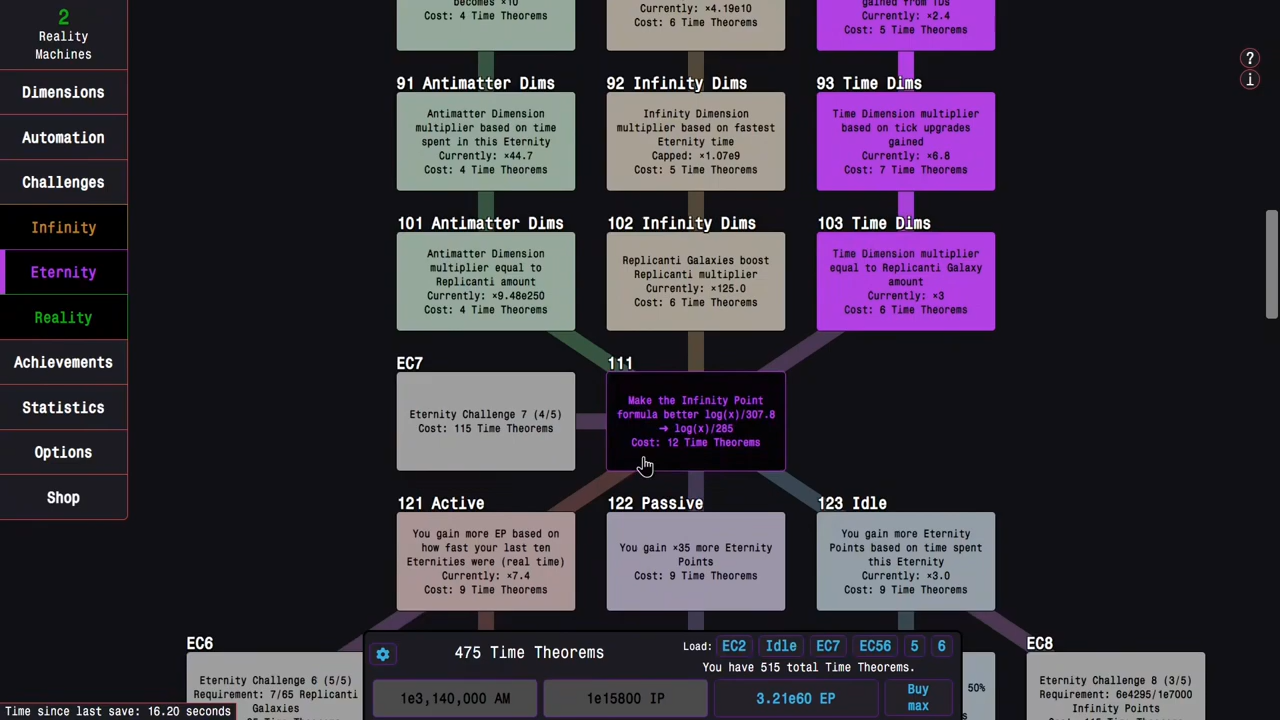 2
Reality
Machines
Dimensions
Automation
Challenges
Infinity
Eternity
Reality
Achievements
Statistics
Options
Shop
Time since last save: 16.20 seconds
becomes ×10
Cost: 4 Time Theorems
Currently: ×4.19e10
Cost: 6 Time Theorems
gained from TDs
Currently: ×2.4
Cost: 5 Time Theorems
91 Antimatter Dims
Antimatter Dimension
multiplier based on time
spent in this Eternity
Currently: ×44.7
Cost: 4 Time Theorems
92 Infinity Dims
Infinity Dimension
multiplier based on fastest
Eternity time
Capped: ×1.07e9
Cost: 5 Time Theorems
93 Time Dims
Time Dimension multiplier
based on tick upgrades
gained
Currently: ×6.8
Cost: 7 Time Theorems
101 Antimatter Dims
Antimatter Dimension
multiplier equal to
Replicanti amount
Currently: ×9.48e250
Cost: 4 Time Theorems
102 Infinity Dims
Replicanti Galaxies boost
Replicanti multiplier
Currently: ×125.0
Cost: 6 Time Theorems
103 Time Dims
Time Dimension multiplier
equal to Replicanti Galaxy
amount
Currently: ×3
Cost: 6 Time Theorems
EC7
Eternity Challenge 7 (4/5)
Cost: 115 Time Theorems
111
Make the Infinity Point
formula better log(x)/307.8
➜ log(x)/285
Cost: 12 Time Theorems
121 Active
You gain more EP based on
how fast your last ten
Eternities were (real time)
Currently: ×7.4
Cost: 9 Time Theorems
122 Passive
You gain ×35 more Eternity
Points
Cost: 9 Time Theorems
123 Idle
You gain more Eternity
Points based on time spent
this Eternity
Currently: ×3.0
Cost: 9 Time Theorems
EC6
Eternity Challenge 6 (5/5)
Requirement: 7/65 Replicanti
Galaxies
EC8
Eternity Challenge 8 (3/5)
Requirement: 6e4295/1e7000
Infinity Points
50%
475 Time Theorems
Load: EC2 Idle EC7 EC56 5 6
You have 515 total Time Theorems.
1e3,140,000 AM
1e15800 IP
3.21e60 EP
Buy
max
?
i